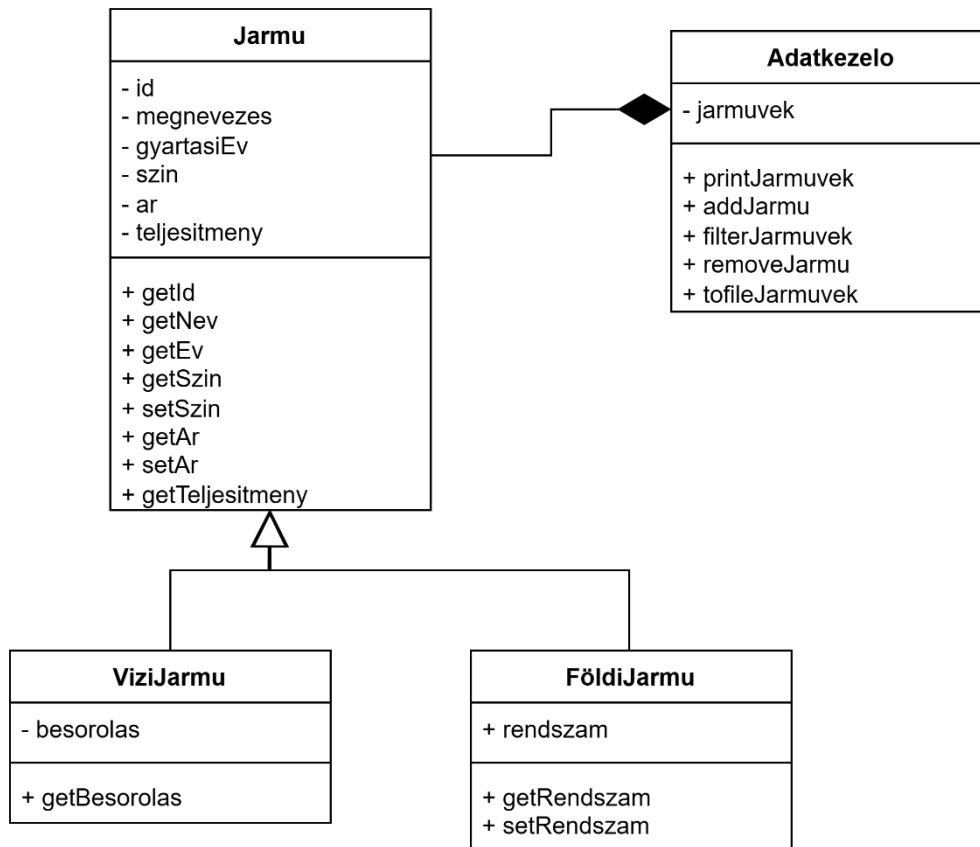 Jarmu
- id
- megnevezes
- gyartasiEv
- szin
- ar
- teljesitmeny
+ getId
+ getNev
+ getEv
+ getSzin
+ setSzin
+ getAr
+ setAr
+ getTeljesitmeny
Adatkezelo
- jarmuvek
+ printJarmuvek
+ addJarmu
+ filterJarmuvek
+ removeJarmu
+ tofileJarmuvek
ViziJarmu
- besorolas
+ getBesorolas
FöldiJarmu
+ rendszam
+ getRendszam
+ setRendszam